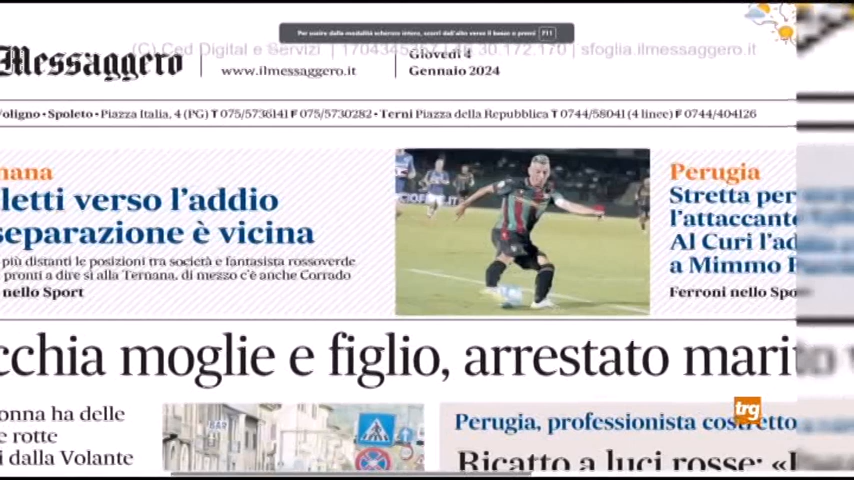 Per uscire dalla modalità schermo intero, scorri dall'alto verso il basso o premi F11
(C) Ced Digital e Servizi | | sfoglia.ilmessaggero.it
Messaggero
www.ilmessaggero.it
Giovedì 4
Gennaio 2024
Foligno • Spoleto • Piazza Italia, 4 (PG) T 075/5736141 F 075/5730282 • Terni Piazza della Repubblica T 0744/58041 (4 linee) F 0744/404126
nana
letti verso l'addio
separazione è vicina
più distanti le posizioni tra società e fantasista rossoverde
pronti a dire sì alla Ternana, di mezzo c'è anche Corrado
nello Sport
Perugia
Stretta per
l'attaccante
Al Curi l'ad
a Mimmo
Ferroni nello Spo
cchia moglie e figlio, arrestato marito
onna ha delle
e rotte
i dalla Volante
BAR
trg
Perugia, professionista costretto
Ricatto a luci rosse: «I